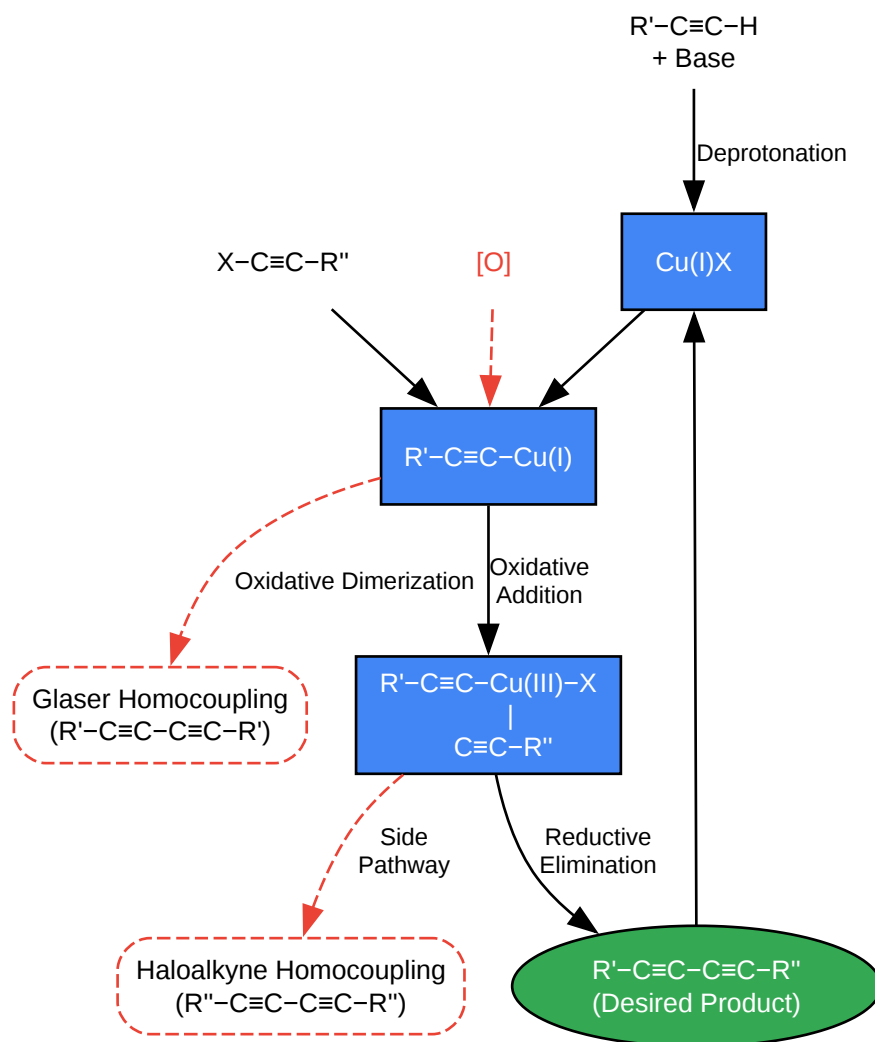 R'−C≡C−H
+ Base
Deprotonation
Cu(I)X
X−C≡C−R"
[O]
R'−C≡C−Cu(I)
Oxidative Dimerization
Oxidative
Addition
R'−C≡C−Cu(III)−X
|
C≡C−R"
Glaser Homocoupling
(R'−C≡C−C≡C−R')
Side
Pathway
Reductive
Elimination
Haloalkyne Homocoupling
(R"−C≡C−C≡C−R")
R'−C≡C−C≡C−R"
(Desired Product)